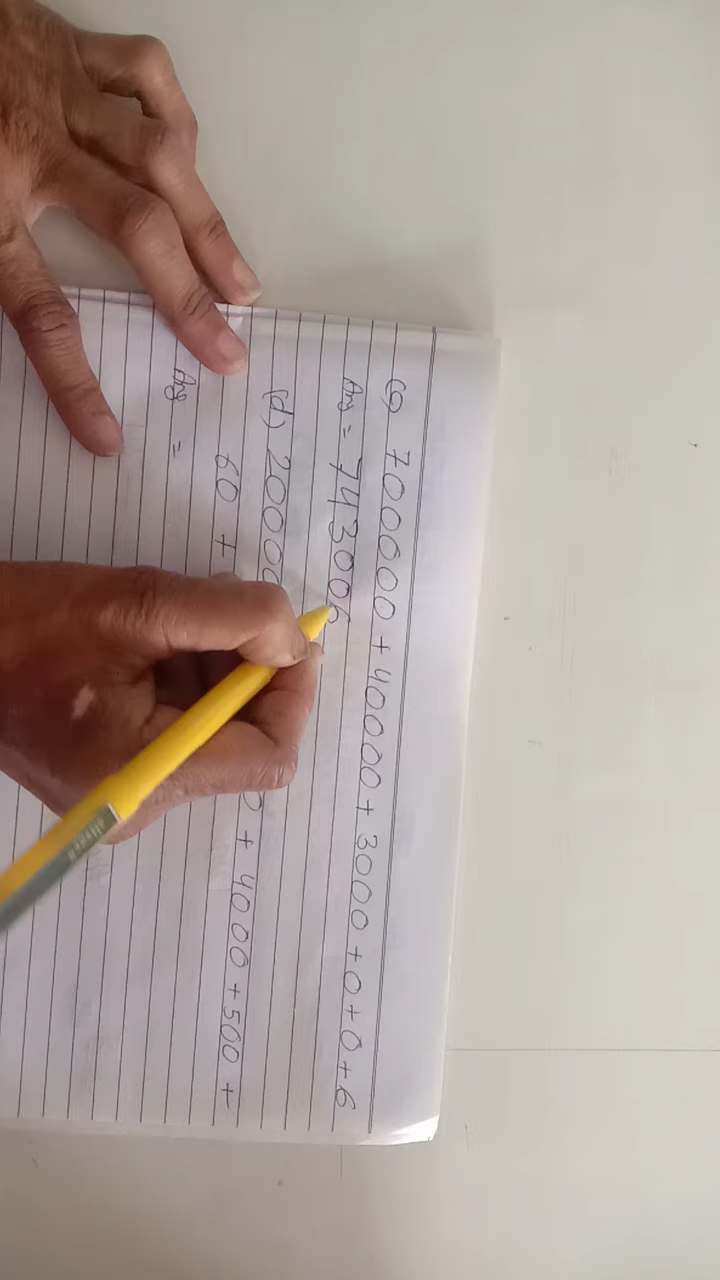 (c) 700000 + 40000 + 3000 + 0 + 0 + 6
Ans = 743006
(d) 20000 + 4000 + 500 +
60 +
Ans =